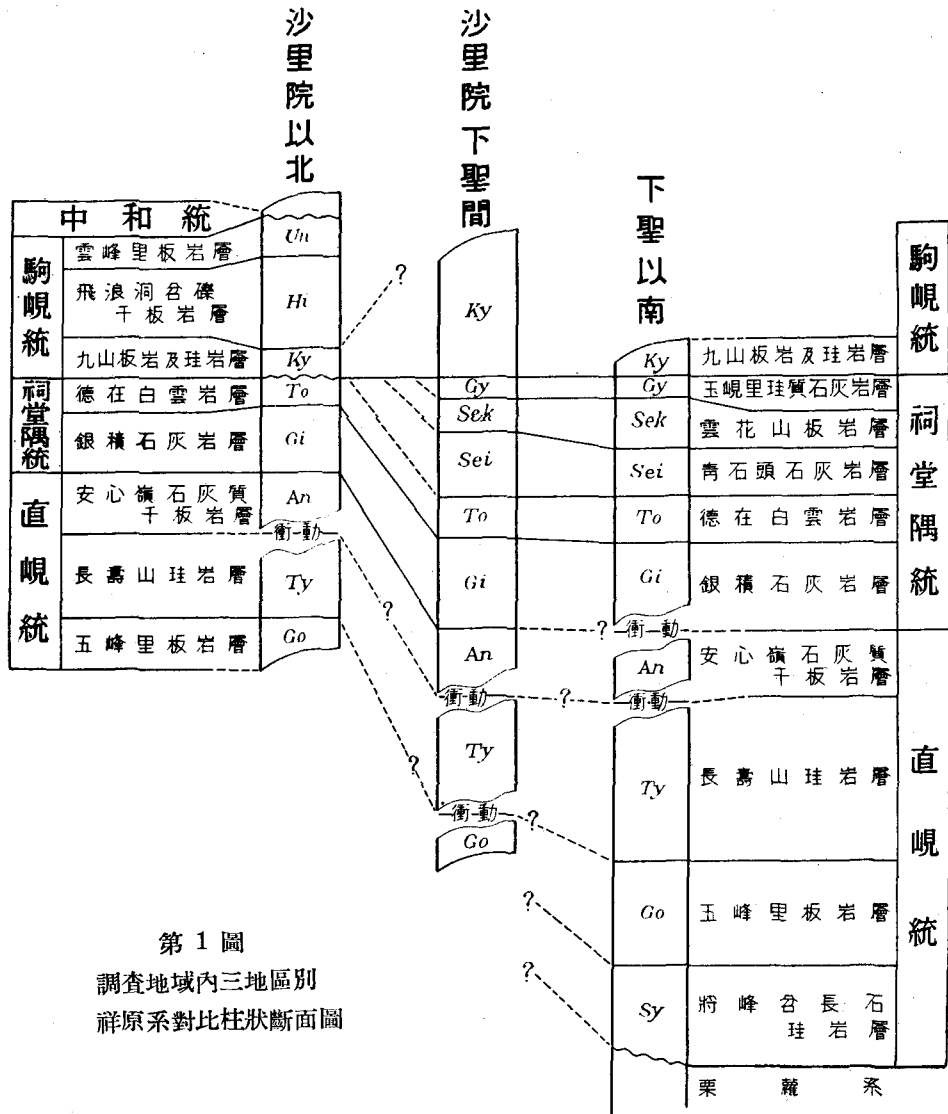 沙里院以北
沙里院下聖間
下聖以南
中和統
駒峴統
雲峰里板岩層
飛浪洞含礫
千板岩層
九山板岩及珪岩層
祠堂隅統
德在白雲岩層
銀積石灰岩層
直峴統
安心嶺石灰質
千板岩層
長壽山珪岩層
五峰里板岩層
Un
Hi
Ky
To
Gi
An
衝動
Ty
Go
?
?
?
Ky
Gy
Sek
Sei
To
Gi
An
衝動
Ty
衝動
Go
?
?
?
?
?
Ky
Gy
Sek
Sei
To
Gi
衝動
An
衝動
Ty
Go
Sy
九山板岩及珪岩層
玉峴里珪質石灰岩層
雲花山板岩層
靑石頭石灰岩層
德在白雲岩層
銀積石灰岩層
安心嶺石灰質
千板岩層
長壽山珪岩層
五峰里板岩層
將峰含長石
珪岩層
栗蘿系
駒峴統
祠堂隅統
直峴統
第1圖
調査地域內三地區別
祥原系對比柱狀斷面圖